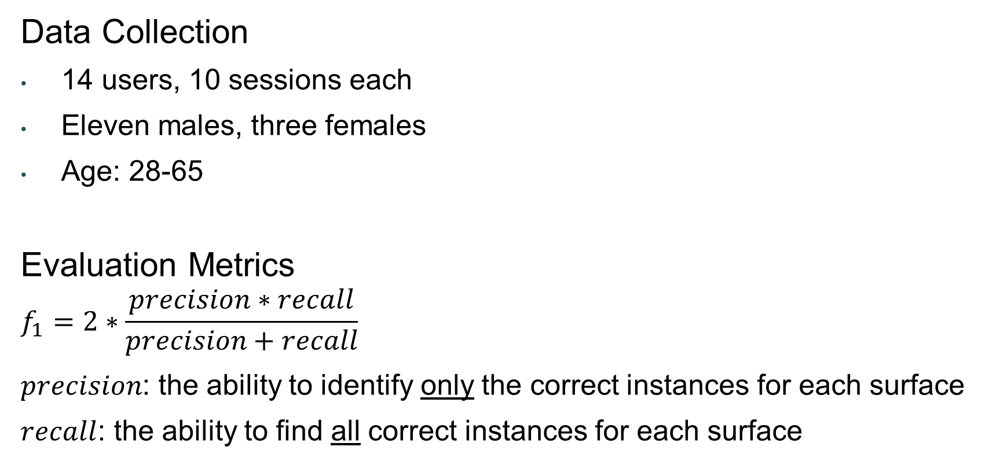 Data Collection
• 14 users, 10 sessions each
• Eleven males, three females
• Age: 28-65
Evaluation Metrics
f₁ = 2 * (precision * recall) / (precision + recall)
precision: the ability to identify only the correct instances for each surface
recall: the ability to find all correct instances for each surface